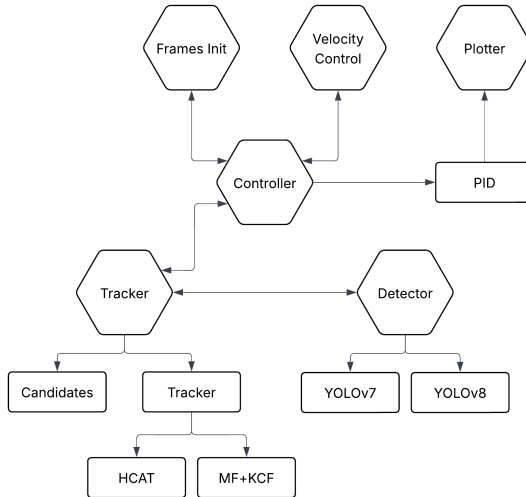 Frames Init
Velocity
Control
Plotter
Controller
PID
Tracker
Detector
Candidates
Tracker
YOLOv7
YOLOv8
HCAT
MF+KCF